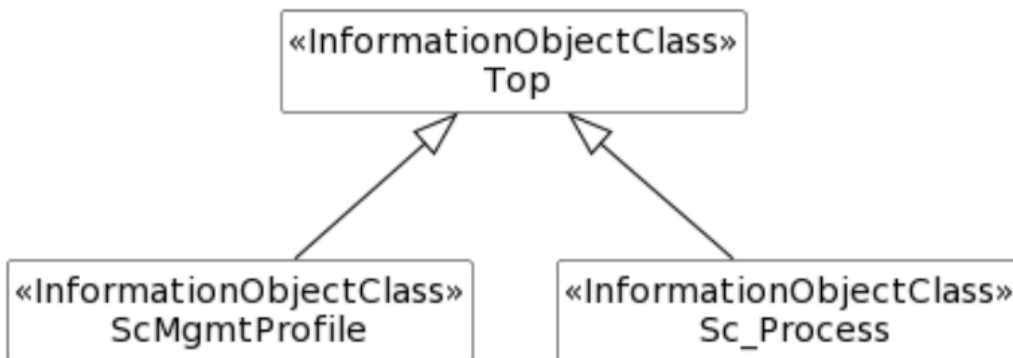 «InformationObjectClass»
Top
«InformationObjectClass»
ScMgmtProfile
«InformationObjectClass»
Sc_Process